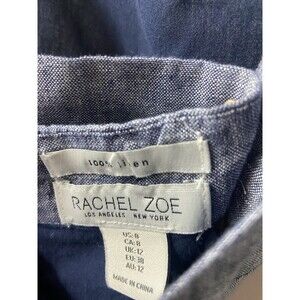 100% linen
RACHEL ZOE
LOS ANGELES NEW YORK
US:8
CA:8
UK:12
EU:38
AU:12
MADE IN CHINA